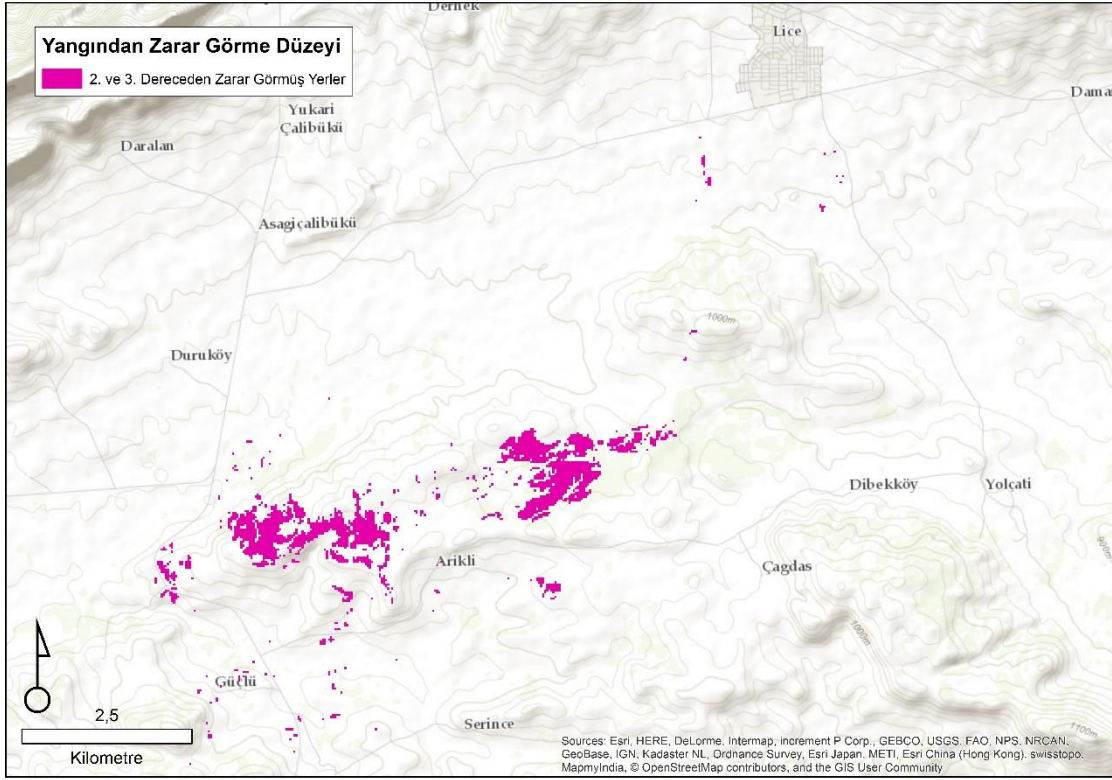 Dernek
Yangından Zarar Görme Düzeyi
2. ve 3. Dereceden Zarar Görmüş Yerler
Lice
Yukari
Çalibükü
Daralan
Asagiçalibükü
1000m
Duruköy
Dibekköy
Yolçati
Arikli
Çagdas
900m
1000m
Güçlü
Serince
1100m
2,5
Kilometre
Sources: Esri, HERE, DeLorme, Intermap, increment P Corp., GEBCO, USGS, FAO, NPS, NRCAN,
GeoBase, IGN, Kadaster NL, Ordnance Survey, Esri Japan, METI, Esri China (Hong Kong), swisstopo,
MapmyIndia, © OpenStreetMap contributors, and the GIS User Community